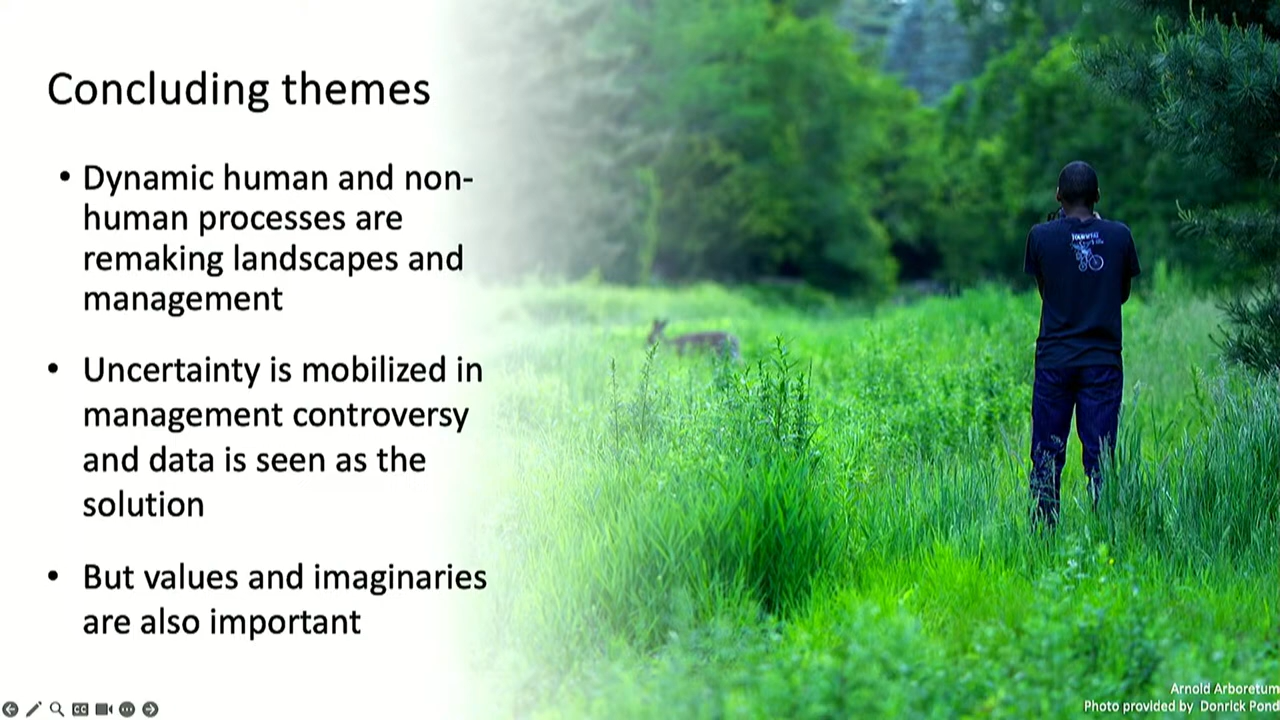 Concluding themes
• Dynamic human and non-
human processes are
remaking landscapes and
management
• Uncertainty is mobilized in
management controversy
and data is seen as the
solution
• But values and imaginaries
are also important
Arnold Arboretum
Photo provided by Donrick Pond